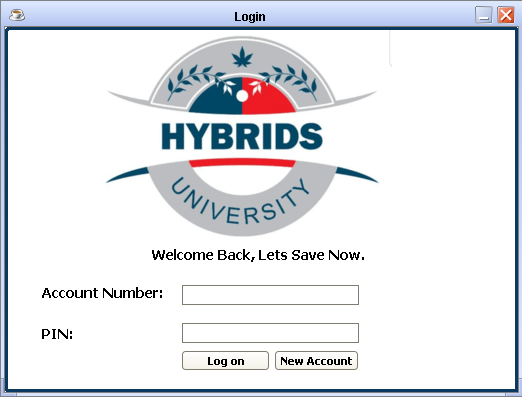 Login
HYBRIDS
UNIVERSITY
Welcome Back, Lets Save Now.
Account Number:
PIN:
Log on New Account